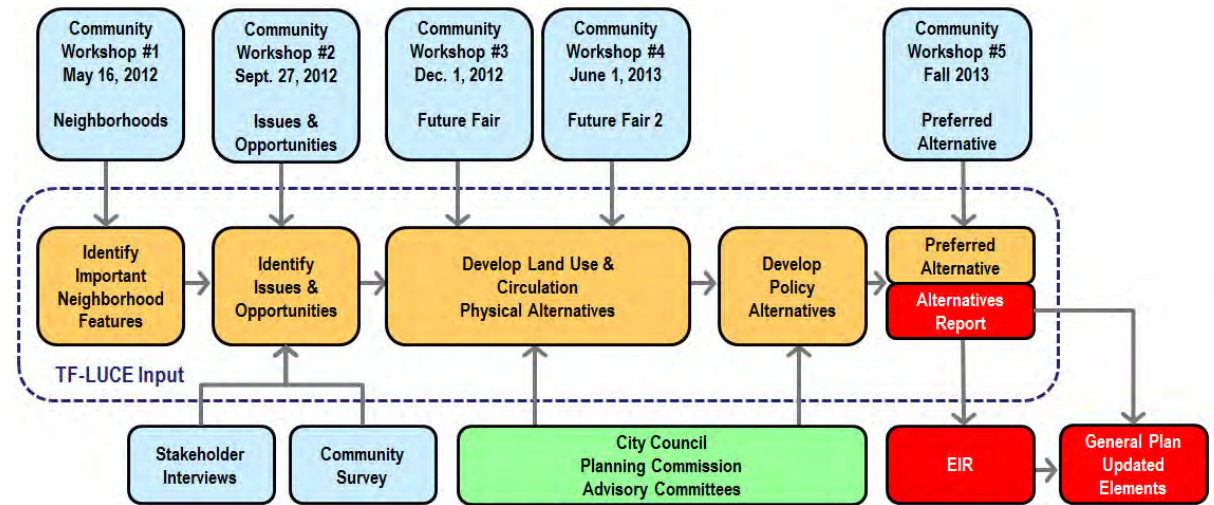 Community
Workshop #1
May 16, 2012
Neighborhoods
Community
Workshop #2
Sept. 27, 2012
Issues &
Opportunities
Community
Workshop #3
Dec. 1, 2012
Future Fair
Community
Workshop #4
June 1, 2013
Future Fair 2
Community
Workshop #5
Fall 2013
Preferred
Alternative
Identify
Important
Neighborhood
Features
Identify
Issues &
Opportunities
Develop Land Use &
Circulation
Physical Alternatives
Develop
Policy
Alternatives
Preferred
Alternative
Alternatives
Report
TF-LUCE Input
Stakeholder
Interviews
Community
Survey
City Council
Planning Commission
Advisory Committees
EIR
General Plan
Updated
Elements